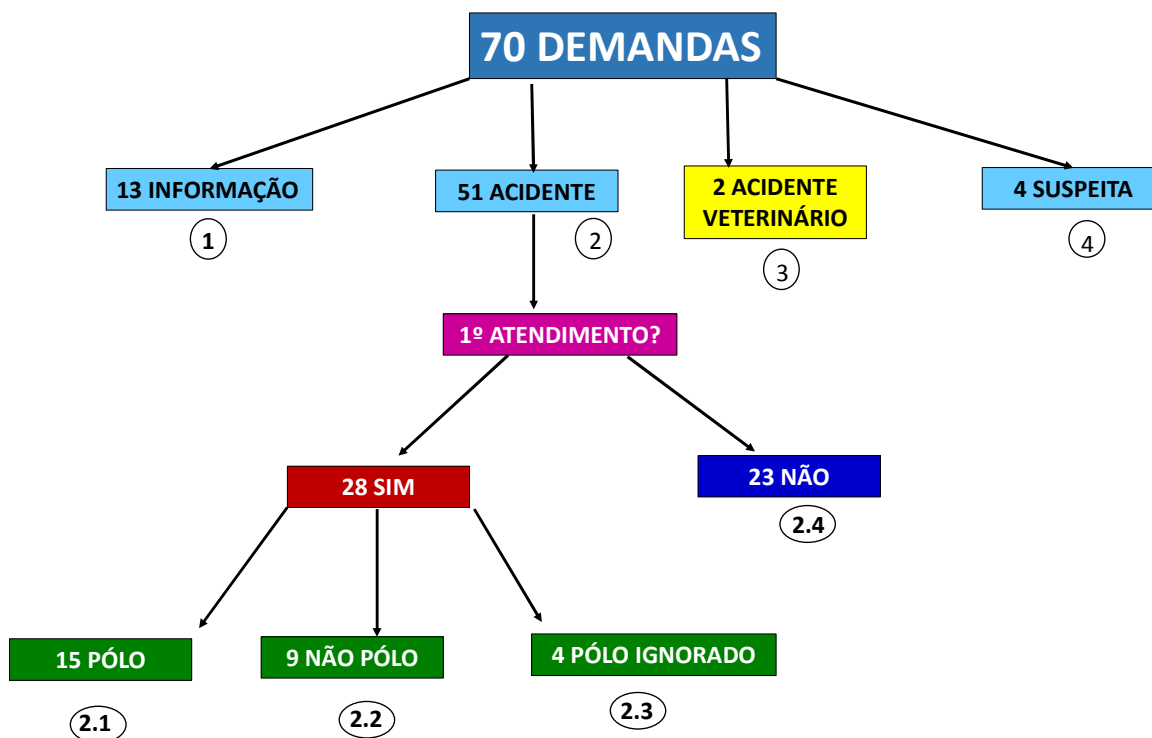 70 DEMANDAS
13 INFORMAÇÃO
51 ACIDENTE
2 ACIDENTE
VETERINÁRIO
4 SUSPEITA
1
2
3
4
1º ATENDIMENTO?
28 SIM
23 NÃO
2.4
15 PÓLO
9 NÃO PÓLO
4 PÓLO IGNORADO
2.1
2.2
2.3